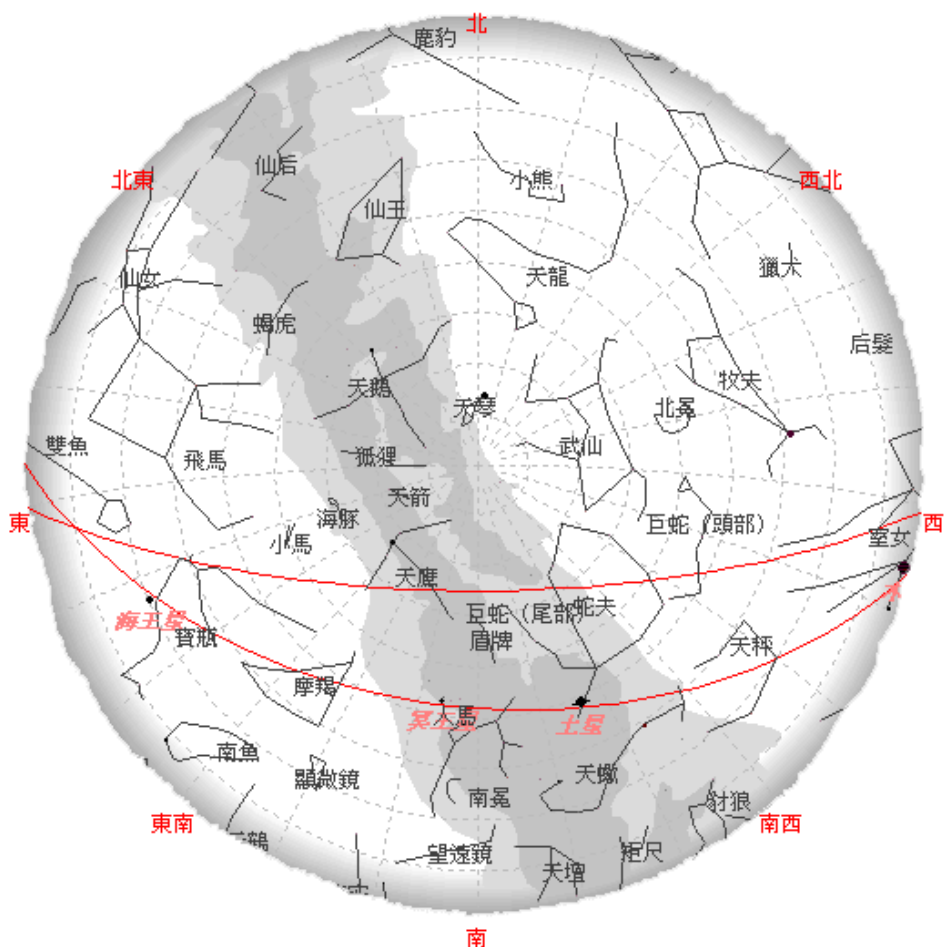 北
鹿豹
仙后
小熊
北東
西北
仙王
獵犬
天龍
仙女
蝎虎
后髮
牧夫
天鵝
天琴
北冕
雙魚
飛馬
狐狸
武仙
天箭
海豚
巨蛇（頭部）
東
西
小馬
室女
天鷹
巨蛇（尾部）
蛇夫
海王星
寶瓶
盾牌
天秤
木
摩羯
冥王星
人馬
土星
南魚
顯微鏡
天蠍
南冕
豺狼
東南
南西
天鶴
望遠鏡
矩尺
天壇
南